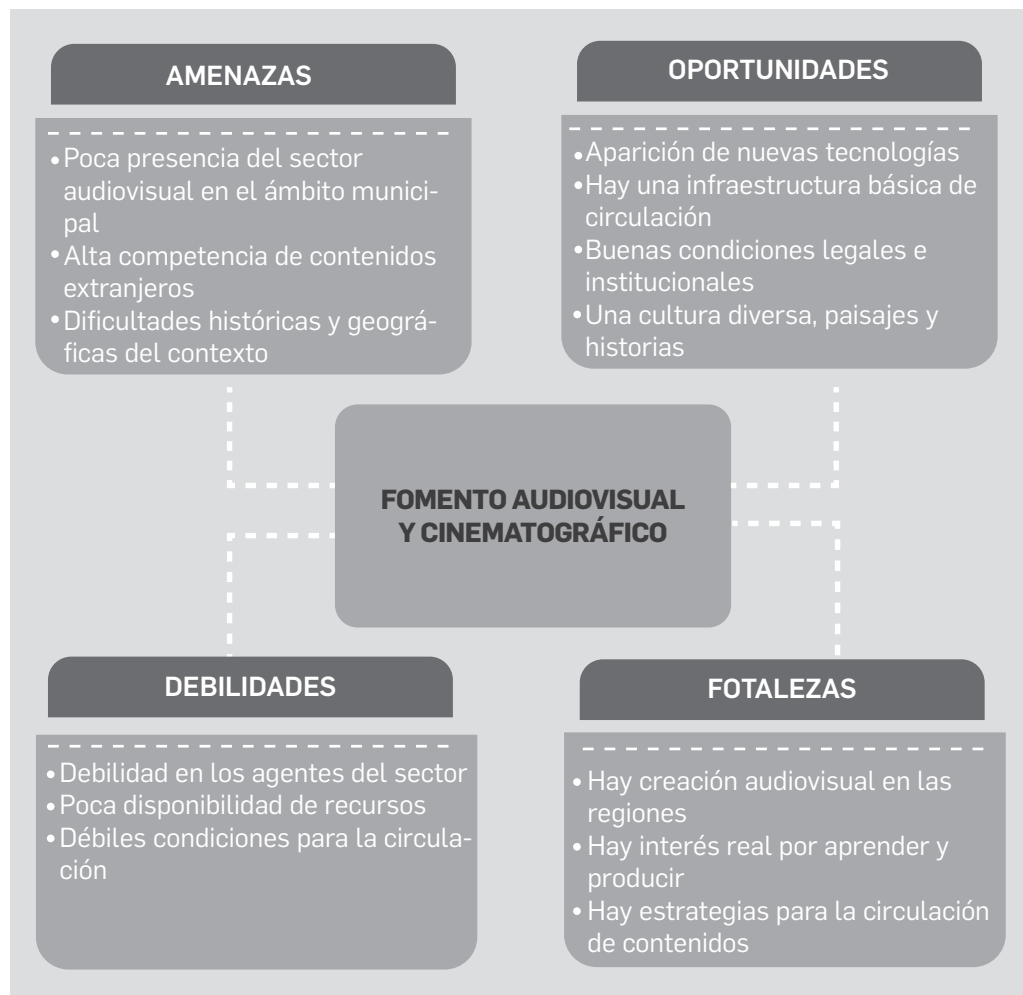 AMENAZAS
• Poca presencia del sector
audiovisual en el ámbito munici-
pal
• Alta competencia de contenidos
extranjeros
• Dificultades históricas y geográ-
ficas del contexto
OPORTUNIDADES
• Aparición de nuevas tecnologías
• Hay una infraestructura básica de
circulación
• Buenas condiciones legales e
institucionales
• Una cultura diversa, paisajes y
historias
FOMENTO AUDIOVISUAL
Y CINEMATOGRÁFICO
DEBILIDADES
• Debilidad en los agentes del sector
• Poca disponibilidad de recursos
• Débiles condiciones para la circula-
ción
FOTALEZAS
• Hay creación audiovisual en las
regiones
• Hay interés real por aprender y
producir
• Hay estrategias para la circulación
de contenidos